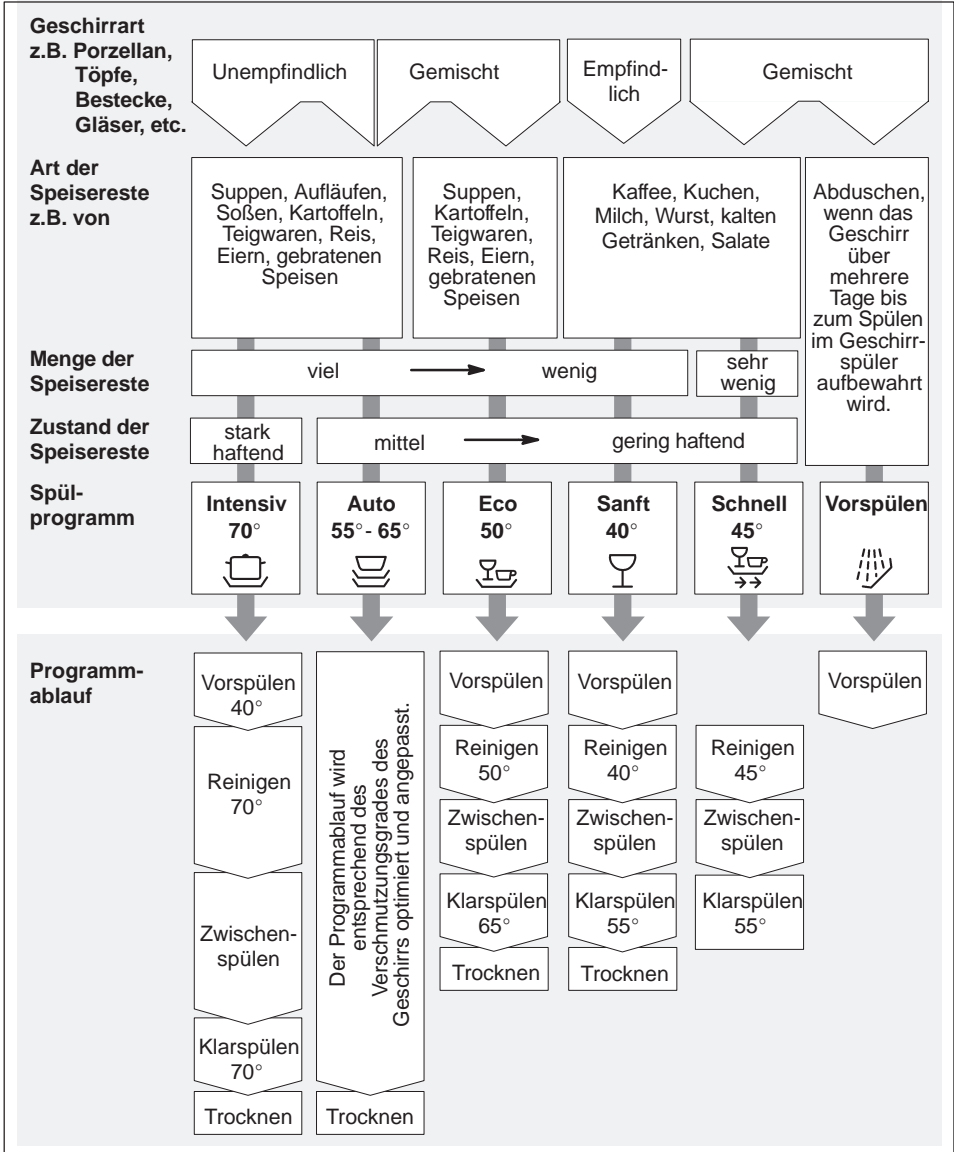 Geschirrart
z.B. Porzellan,
Töpfe,
Bestecke,
Gläser, etc.
Unempfindlich
Gemischt
Empfind-
lich
Gemischt
Art der
Speisereste
z.B. von
Suppen, Aufläufen,
Soßen, Kartoffeln,
Teigwaren, Reis,
Eiern, gebratenen
Speisen
Suppen,
Kartoffeln,
Teigwaren,
Reis, Eiern,
gebratenen
Speisen
Kaffee, Kuchen,
Milch, Wurst, kalten
Getränken, Salate
Abduschen,
wenn das
Geschirr
über
mehrere
Tage bis
zum Spülen
im Geschirr-
spüler
aufbewahrt
wird.
Menge der
Speisereste
viel
wenig
sehr
wenig
Zustand der
Speisereste
stark
haftend
mittel
gering haftend
Spül-
programm
Intensiv
70°
Auto
55°- 65°
Eco
50°
Sanft
40°
Schnell
45°
Vorspülen
Programm-
ablauf
Vorspülen
40°
Reinigen
70°
Zwischen-
spülen
Klarspülen
70°
Trocknen
Der Programmablauf wird
entsprechend des
Verschmutzungsgrades des
Geschirrs optimiert und angepasst.
Trocknen
Vorspülen
Reinigen
50°
Zwischen-
spülen
Klarspülen
65°
Trocknen
Vorspülen
Reinigen
40°
Zwischen-
spülen
Klarspülen
55°
Trocknen
Reinigen
45°
Zwischen-
spülen
Klarspülen
55°
Vorspülen